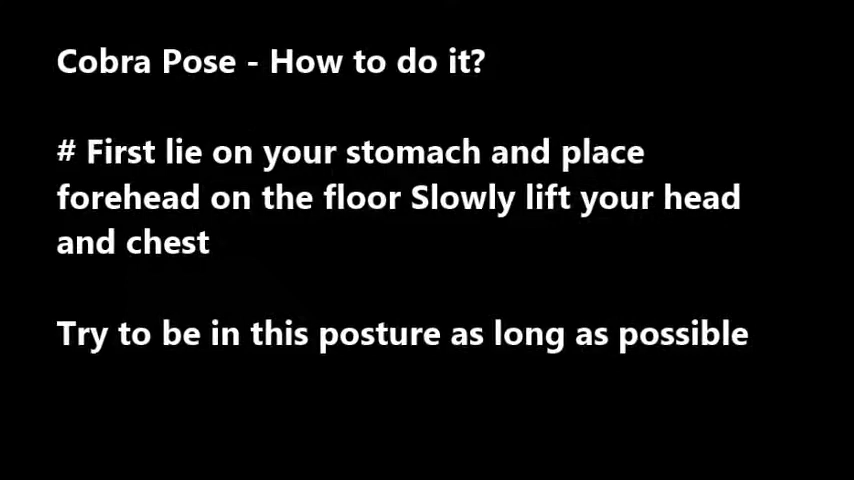 Cobra Pose - How to do it?
# First lie on your stomach and place
forehead on the floor Slowly lift your head
and chest
Try to be in this posture as long as possible